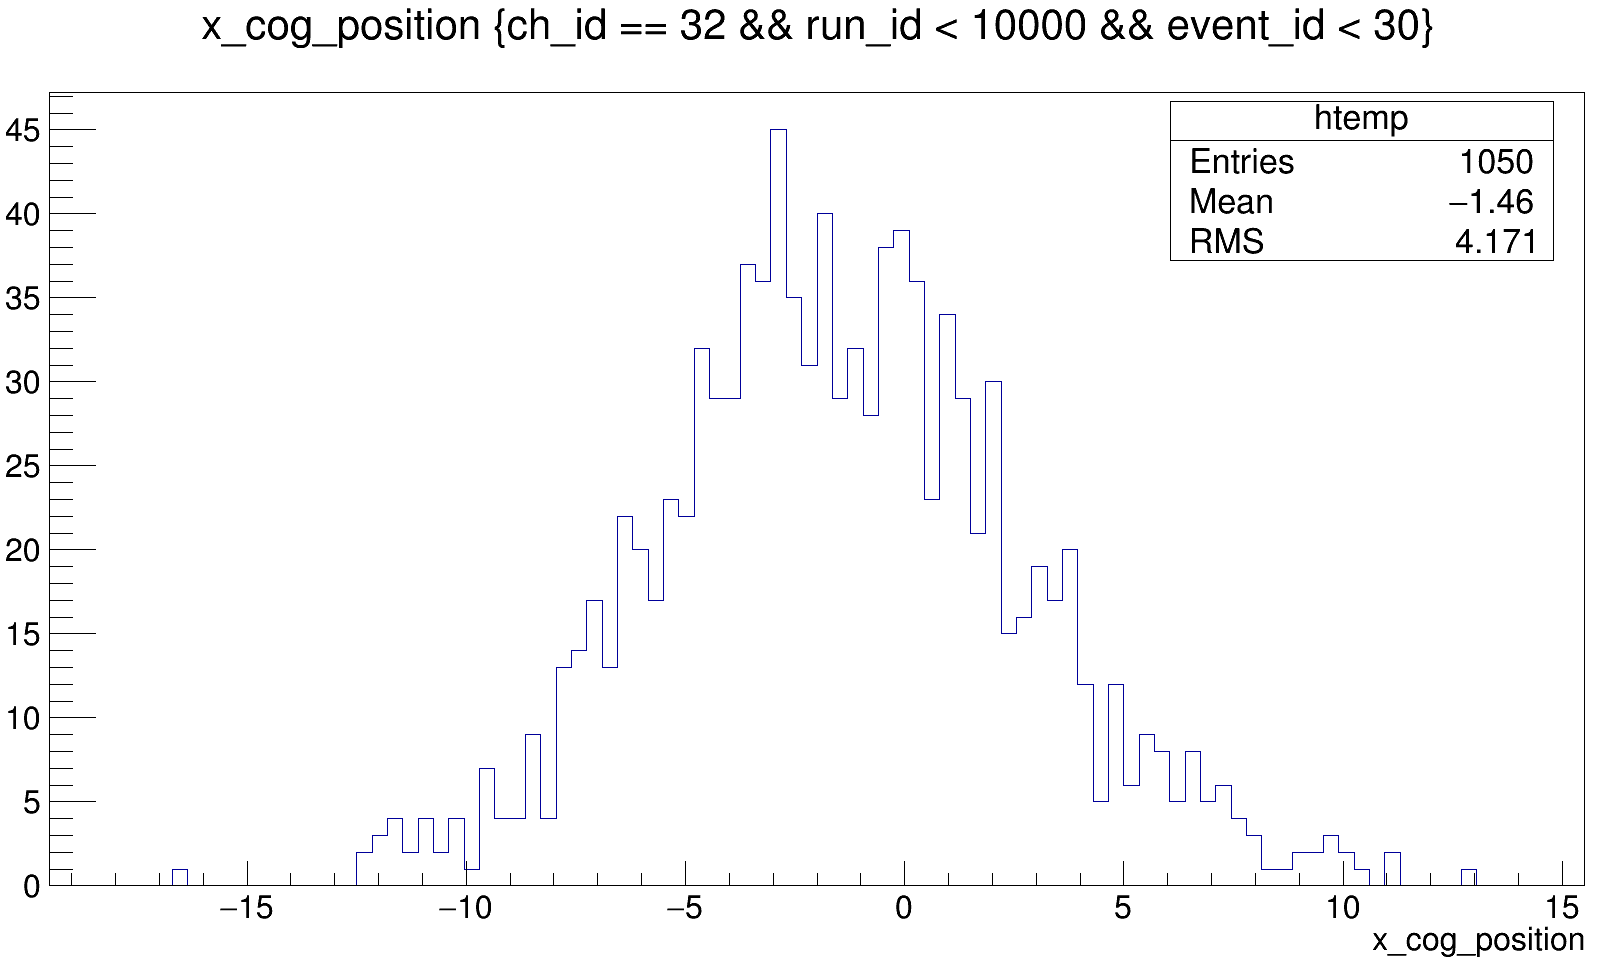 x_cog_position {ch_id == 32 && run_id < 10000 && event_id < 30}
htemp
Entries 1050
Mean −1.46
RMS 4.171
45
40
35
30
25
20
15
10
5
0
−15 −10 −5 0 5 10 15
x_cog_position